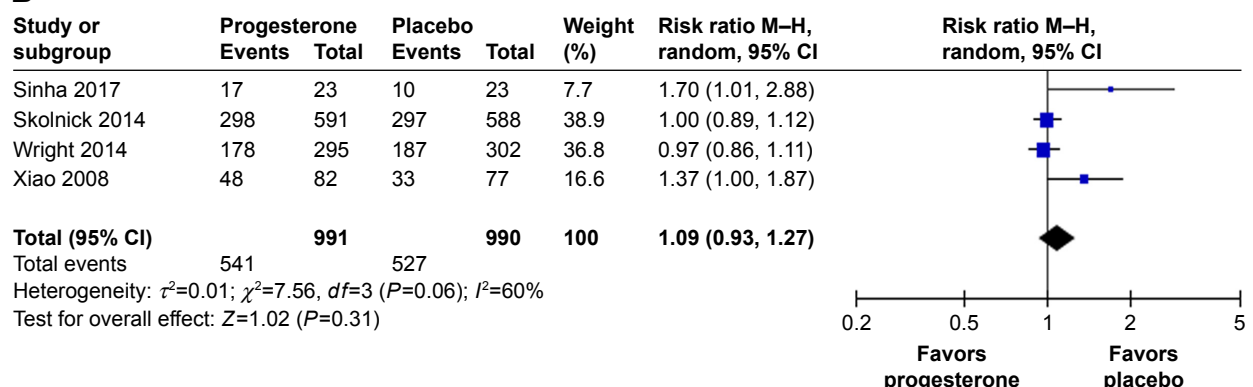 Study or subgroup Progesterone Events Total Placebo Events Total Weight (%) Risk ratio M–H, random, 95% CI Risk ratio M–H, random, 95% CI
Sinha 2017 17 23 10 23 7.7 1.70 (1.01, 2.88)
Skolnick 2014 298 591 297 588 38.9 1.00 (0.89, 1.12)
Wright 2014 178 295 187 302 36.8 0.97 (0.86, 1.11)
Xiao 2008 48 82 33 77 16.6 1.37 (1.00, 1.87)
Total (95% CI) 991 990 100 1.09 (0.93, 1.27)
Total events 541 527
Heterogeneity: τ²=0.01; χ²=7.56, df=3 (P=0.06); I²=60%
Test for overall effect: Z=1.02 (P=0.31)
0.2 0.5 1 2 5
Favors progesterone Favors placebo